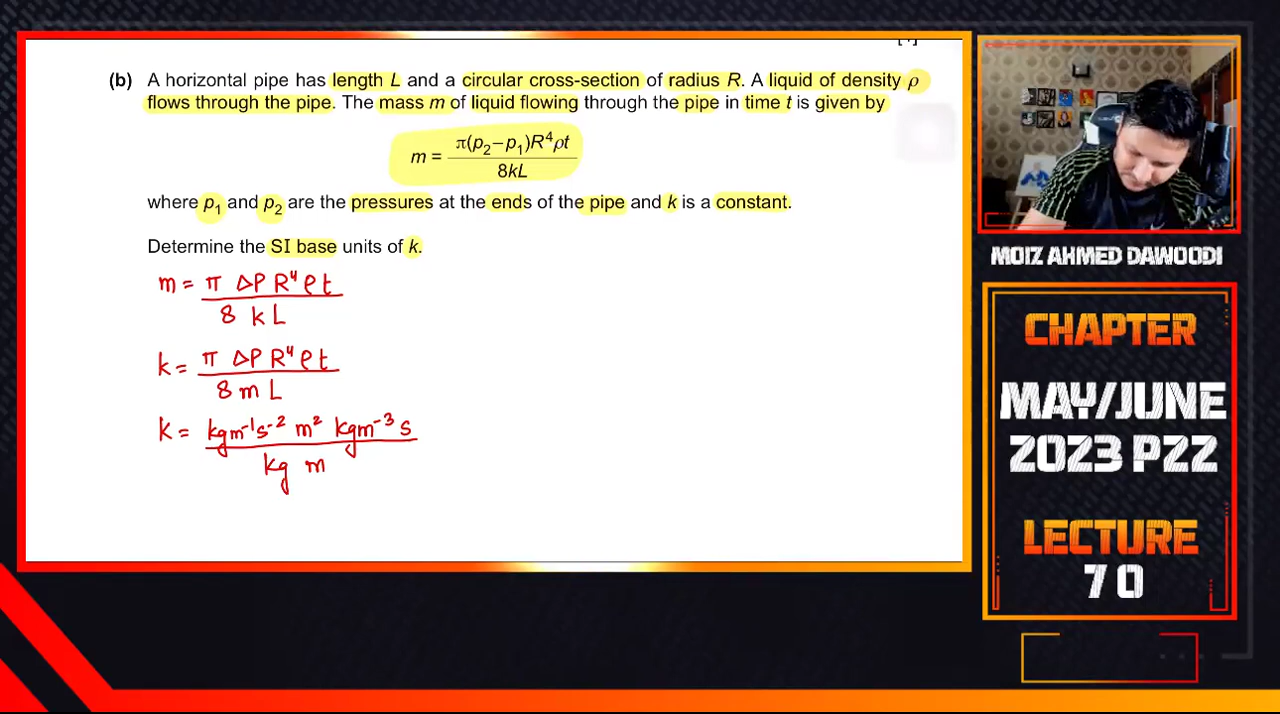 (b) A horizontal pipe has length L and a circular cross-section of radius R. A liquid of density ρ
flows through the pipe. The mass m of liquid flowing through the pipe in time t is given by
m = π(p₂–p₁)R⁴ρt / 8kL
where p₁ and p₂ are the pressures at the ends of the pipe and k is a constant.
Determine the SI base units of k.
m = π ΔP R⁴ ρ t / 8 k L
k = π ΔP R⁴ ρ t / 8 m L
k = kgm⁻¹s⁻² m² kgm⁻³ s / kg m
MOIZ AHMED DAWOODI
CHAPTER
MAY/JUNE
2023 P22
LECTURE
70